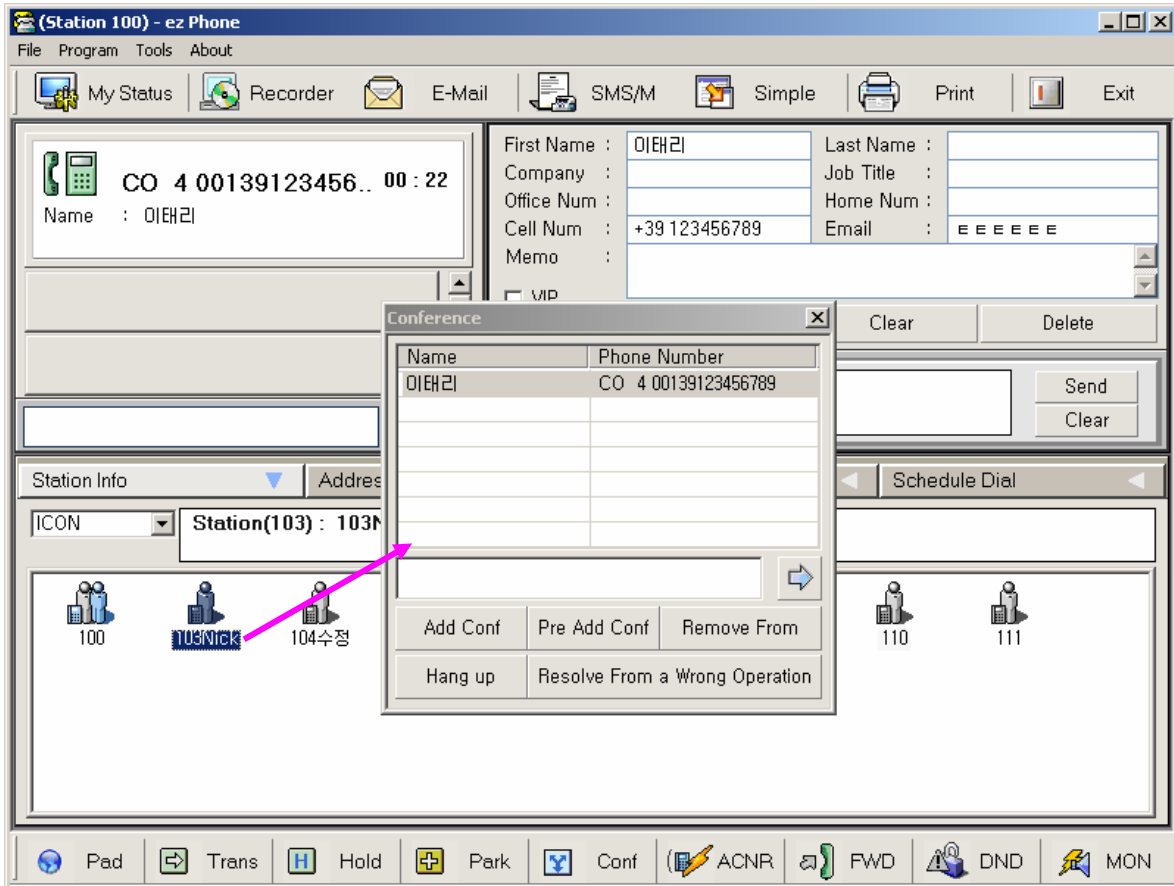 (Station 100) - ez Phone
File Program Tools About
My Status Recorder E-Mail SMS/M Simple Print Exit
CO 4 00139123456.. 00 : 22
Name : 이태리
First Name : 이태리 Last Name :
Company : Job Title :
Office Num : Home Num :
Cell Num : +39 123456789 Email : ㅌㅌㅌㅌㅌㅌ
Memo :
VIP
Clear Delete
Send
Clear
Conference
Name Phone Number
이태리 CO 4 00139123456789
Add Conf Pre Add Conf Remove From
Hang up Resolve From a Wrong Operation
Station Info Addres Schedule Dial
ICON Station(103) : 103N
100 103Nick 104수정 110 111
Pad Trans H Hold Park Conf ACNR FWD DND MON